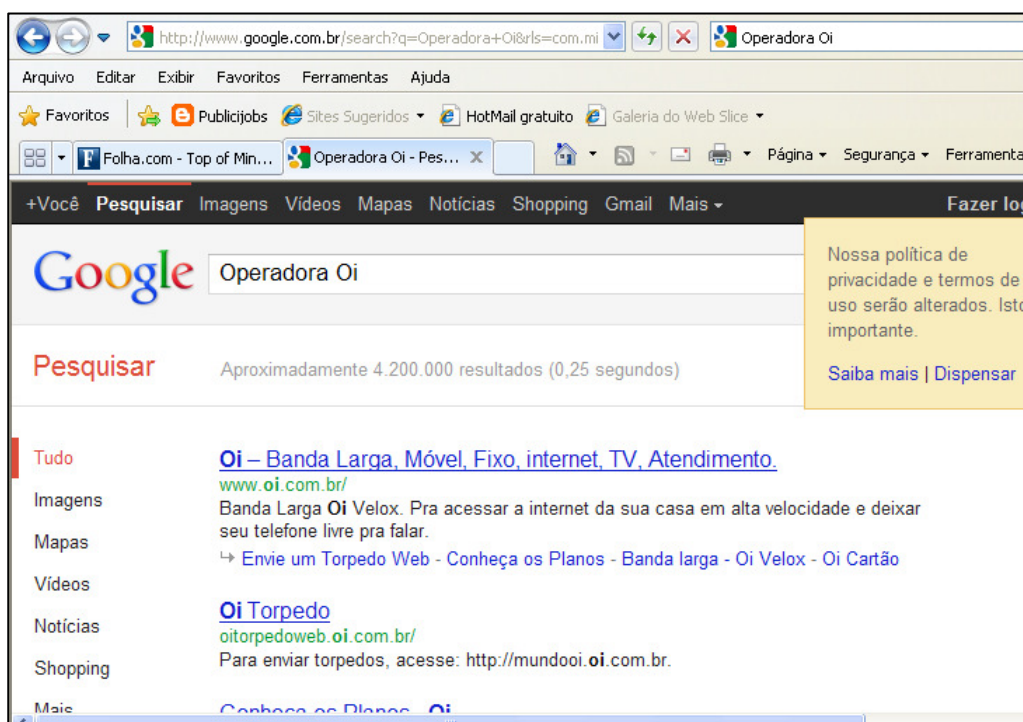 http://www.google.com.br/search?q=Operadora+Oi&rls=com.mi
Operadora Oi
Arquivo Editar Exibir Favoritos Ferramentas Ajuda
Favoritos Publicijobs Sites Sugeridos HotMail gratuito Galeria do Web Slice
Folha.com - Top of Min... Operadora Oi - Pes... Página Segurança Ferramenta
+Você Pesquisar Imagens Vídeos Mapas Notícias Shopping Gmail Mais Fazer log
Google Operadora Oi
Nossa política de
privacidade e termos de
uso serão alterados. Isto
importante.
Saiba mais | Dispensar
Pesquisar Aproximadamente 4.200.000 resultados (0,25 segundos)
Tudo
Imagens
Mapas
Vídeos
Notícias
Shopping
Mais
Oi – Banda Larga, Móvel, Fixo, internet, TV, Atendimento.
www.oi.com.br/
Banda Larga Oi Velox. Pra acessar a internet da sua casa em alta velocidade e deixar
seu telefone livre pra falar.
Envie um Torpedo Web - Conheça os Planos - Banda larga - Oi Velox - Oi Cartão
Oi Torpedo
oitorpedoweb.oi.com.br/
Para enviar torpedos, acesse: http://mundooi.oi.com.br.
Conheça os Planos - Oi